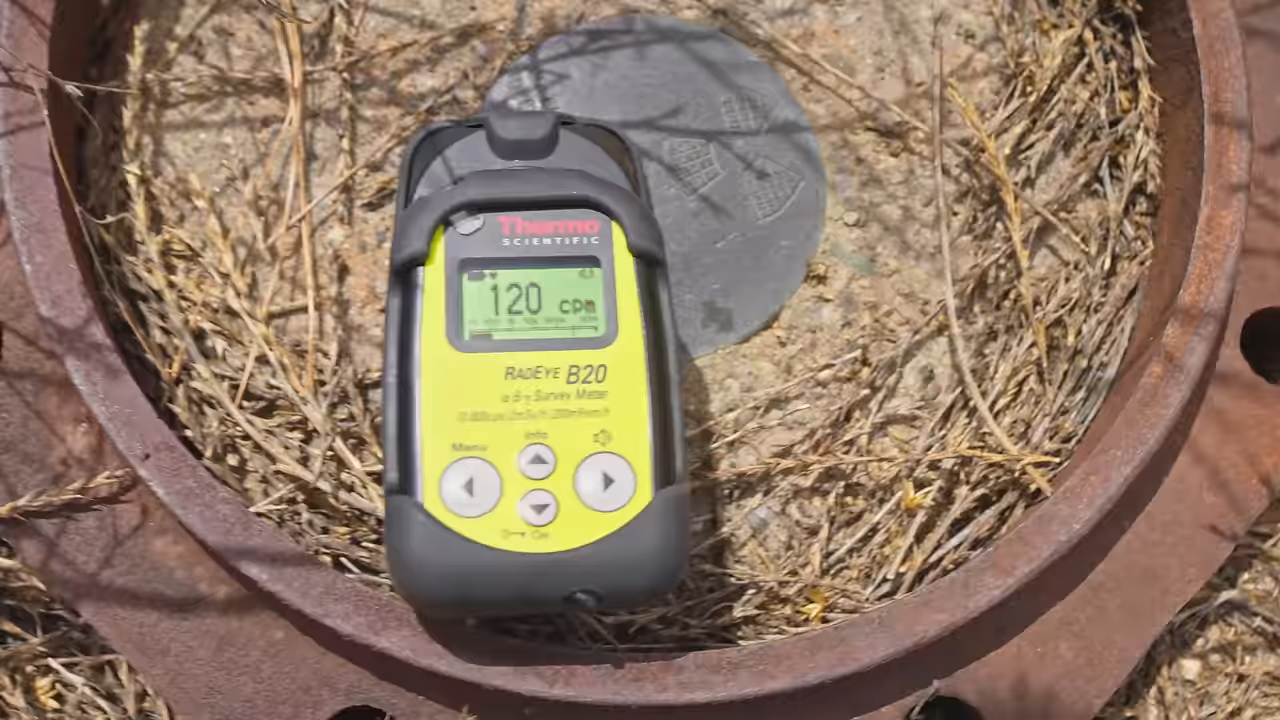 Thermo
SCIENTIFIC
120 cpm
RADEYE B20
α β γ Survey Meter
Menu
Info
On